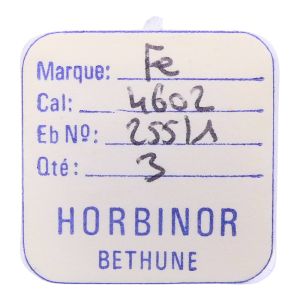 Marque: Fe
Cal: 4602
Eb Nº: 255/1
Qté: 3
HORBINOR
BETHUNE